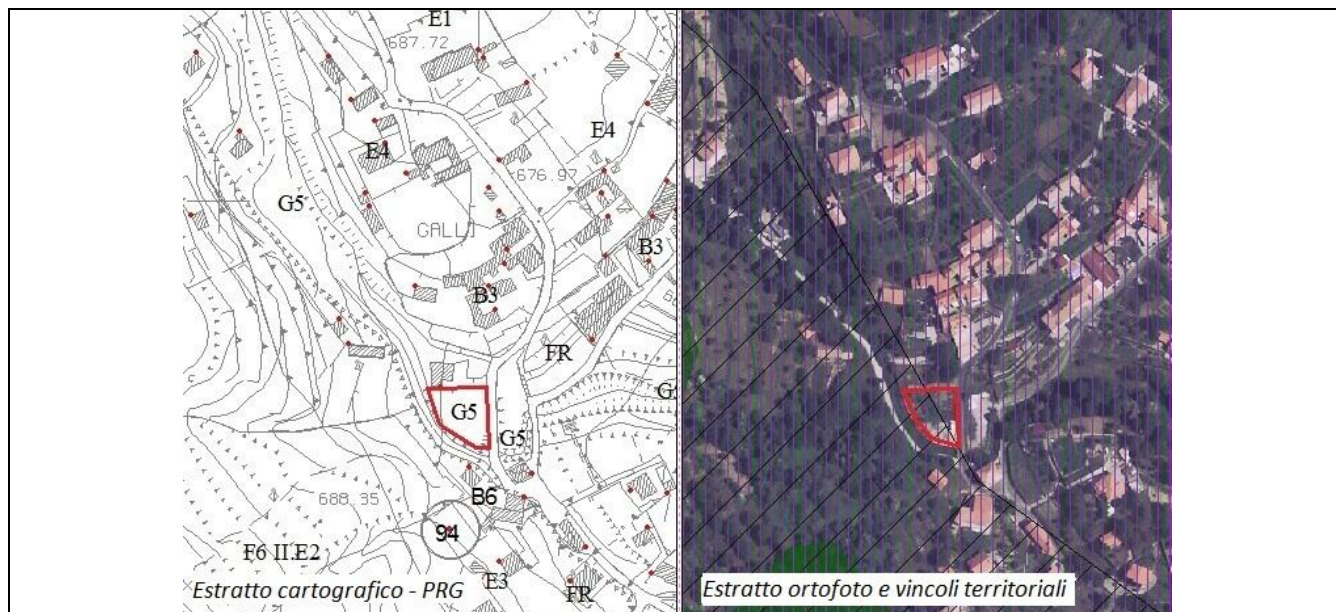 E1
687.72
E4
E4
676.97
G5
GALLI
B3
B3
FR
G5
G5
B6
688.35
94
F6 II.E2
E3
FR
Estratto cartografico - PRG
Estratto ortofoto e vincoli territoriali